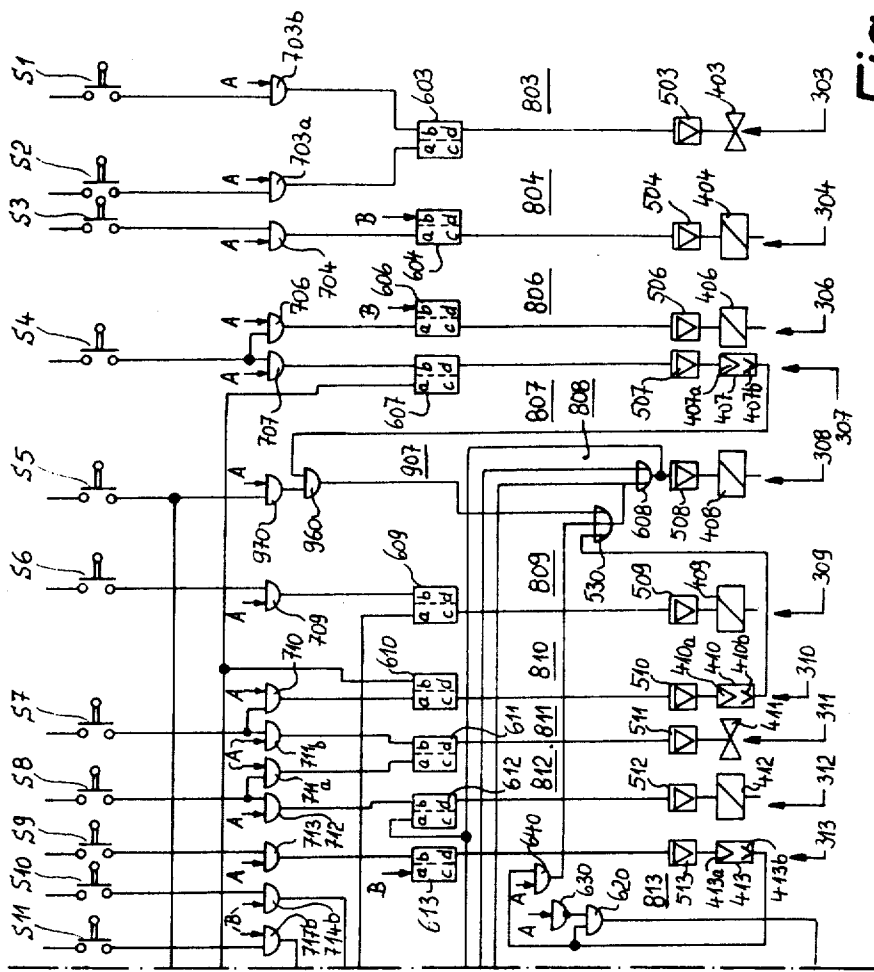 S11 S10 S9 S8 S7 S6 S5 S4 S3 S2 S1
B A A A A A A A A A A A A A
717b 714b 713 712 711a 711b 710 709 970 960 707 706 704 703a 703b
B B B
613 612 611 610 609 607 606 604 603
a b c d
a b c d
a b c d
a b c d
a b c d
a b c d
a b c d
a b c d
a b c d
813 812 811 810 809 907 808 807 806 804 803
A A
640 630 620 530 608
513 512 511 510 509 508 507 506 504 503
413a 413 413b 412 411 410a 410 410b 409 408 407a 407 407b 406 404 403
313 312 311 310 309 308 307 306 304 303
Fig